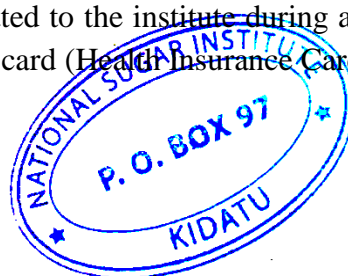 ted to the institute during a
card (Health Insurance Car
NATIONAL SUGAR INSTITUTE
P. O. BOX 97
KIDATU